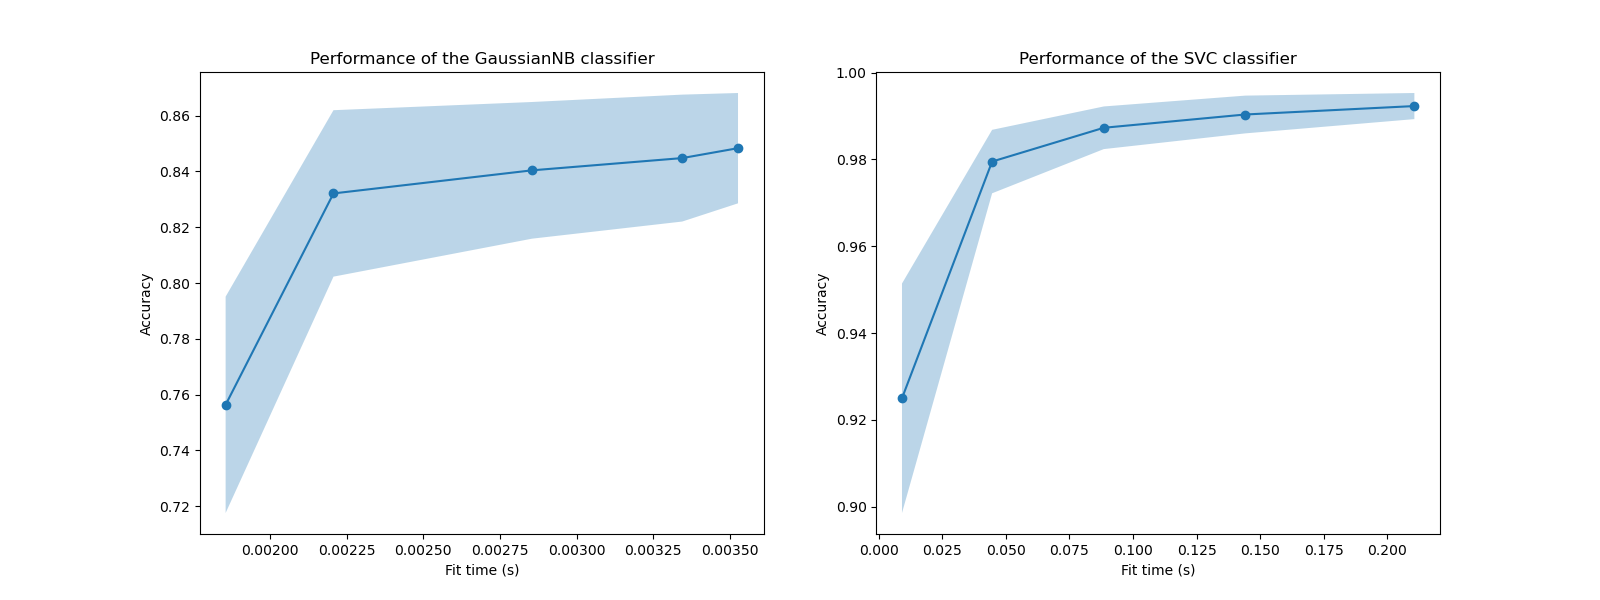 Performance of the GaussianNB classifier
0.86
0.84
0.82
0.80
0.78
0.76
0.74
0.72
Accuracy
0.00200 0.00225 0.00250 0.00275 0.00300 0.00325 0.00350
Fit time (s)
Performance of the SVC classifier
1.00
0.98
0.96
0.94
0.92
0.90
Accuracy
0.000 0.025 0.050 0.075 0.100 0.125 0.150 0.175 0.200
Fit time (s)